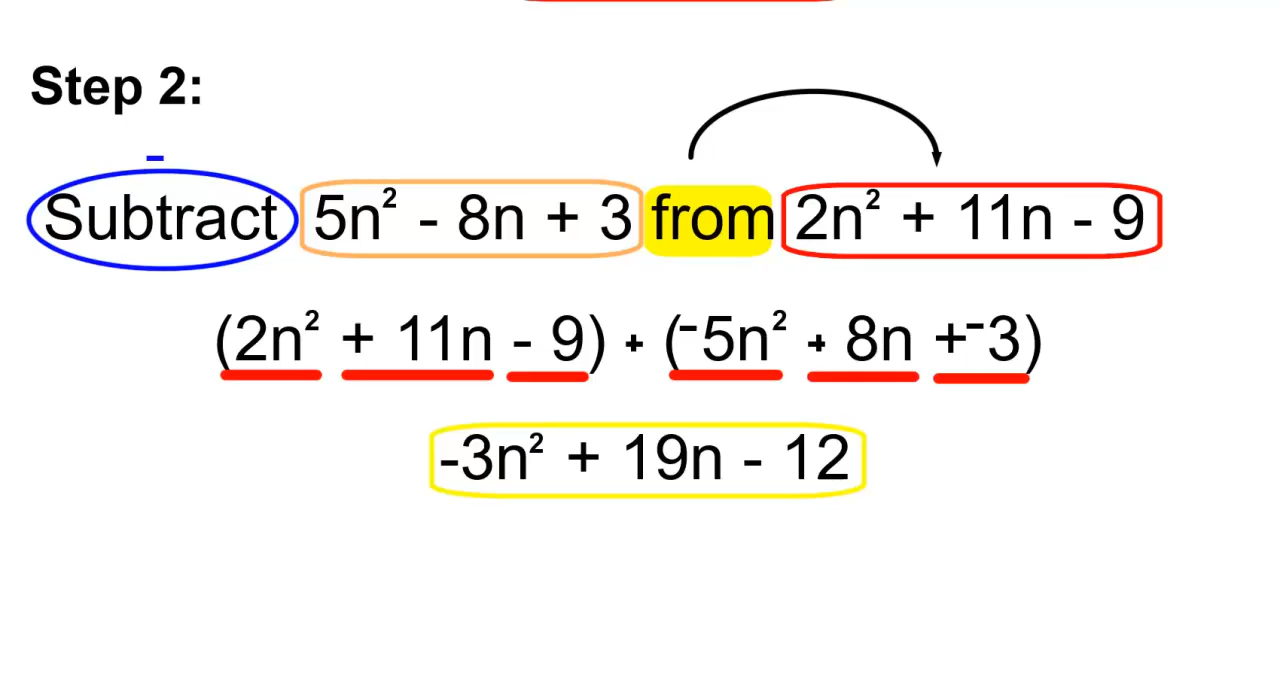 Step 2:
-
Subtract 5n² - 8n + 3 from 2n² + 11n - 9
(2n² + 11n - 9) + (⁻5n² + 8n +⁻3)
-3n² + 19n - 12